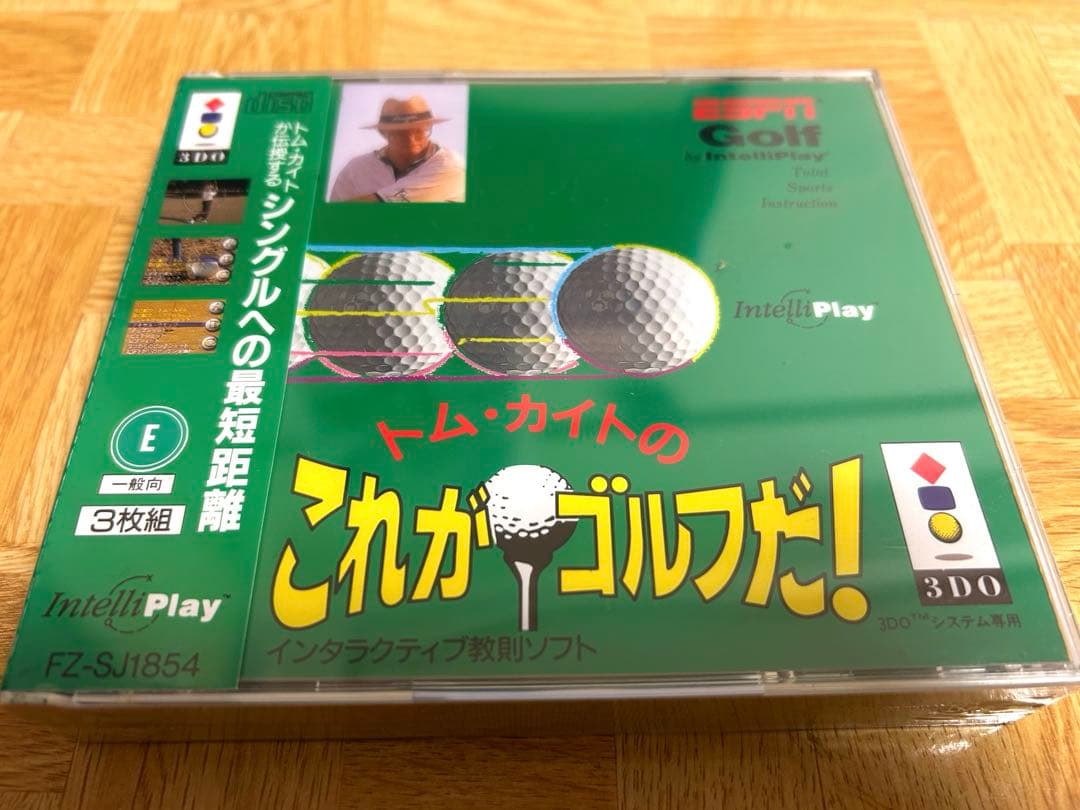 3DO
disc
トム・カイト
が伝授する
シングルへの最短距離
E
一般向
3枚組
IntelliPlay™
FZ-SJ1854
ESPN
Golf
by IntelliPlay
Total
Sports
Instruction
IntelliPlay™
トム・カイトの
これがゴルフだ!
インタラクティブ教則ソフト
3DO
3DO™システム専用